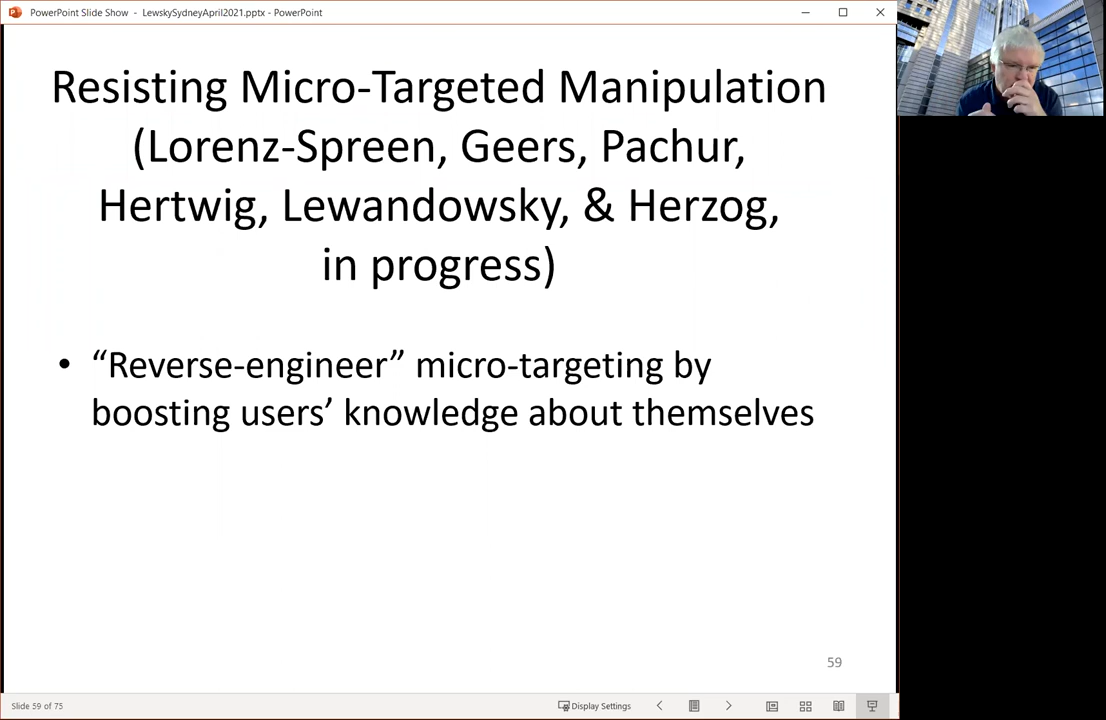 PowerPoint Slide Show - LewskySydneyApril2021.pptx - PowerPoint
Resisting Micro-Targeted Manipulation
(Lorenz-Spreen, Geers, Pachur,
Hertwig, Lewandowsky, & Herzog,
in progress)
• “Reverse-engineer” micro-targeting by
boosting users’ knowledge about themselves
59
Slide 59 of 75
Display Settings